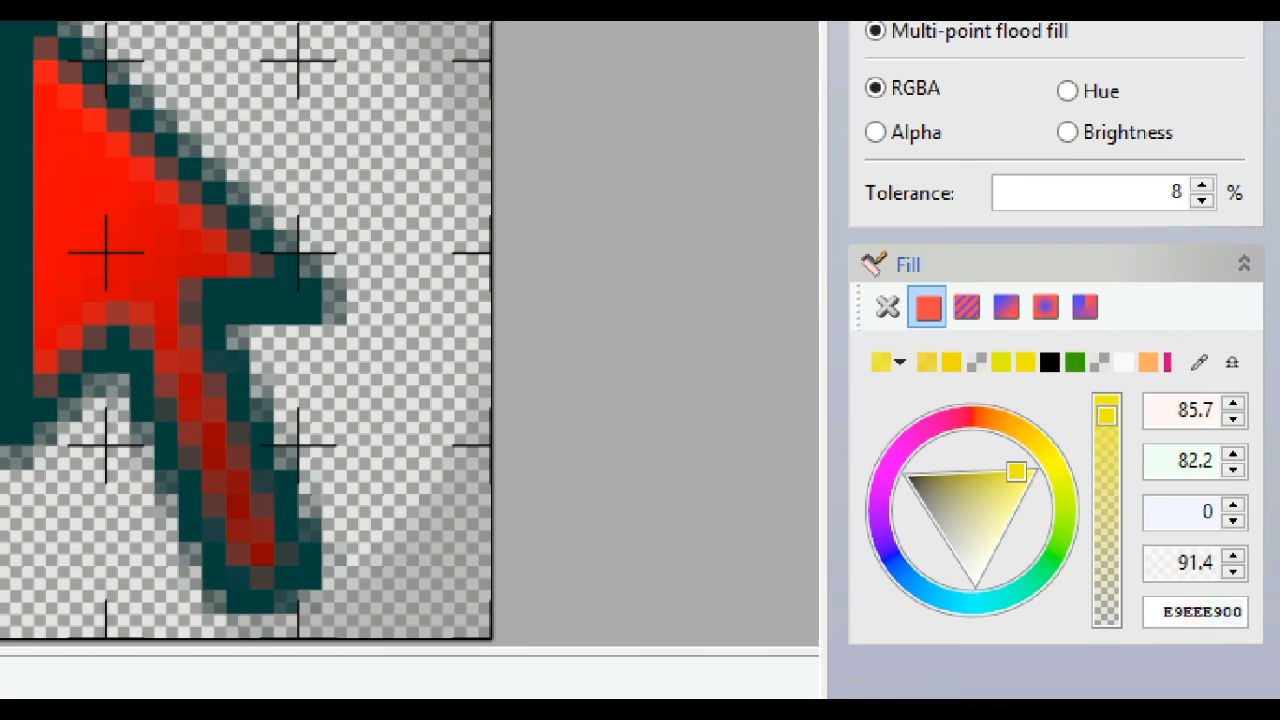 Multi-point flood fill
RGBA
Hue
Alpha
Brightness
Tolerance: 8 %
Fill
85.7
82.2
0
91.4
E9EEE900